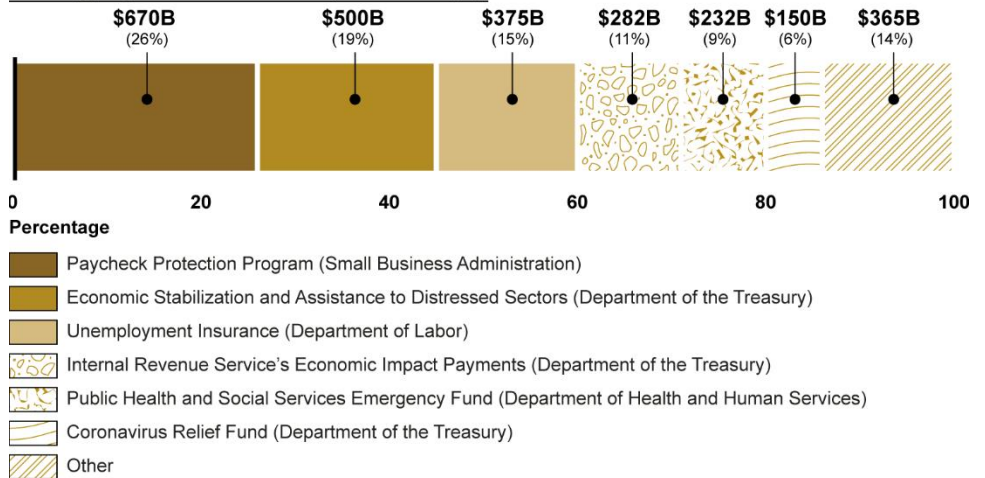 $670B $500B $375B $282B $232B $150B $365B
(26%) (19%) (15%) (11%) (9%) (6%) (14%)
0 20 40 60 80 100
Percentage
Paycheck Protection Program (Small Business Administration)
Economic Stabilization and Assistance to Distressed Sectors (Department of the Treasury)
Unemployment Insurance (Department of Labor)
Internal Revenue Service's Economic Impact Payments (Department of the Treasury)
Public Health and Social Services Emergency Fund (Department of Health and Human Services)
Coronavirus Relief Fund (Department of the Treasury)
Other